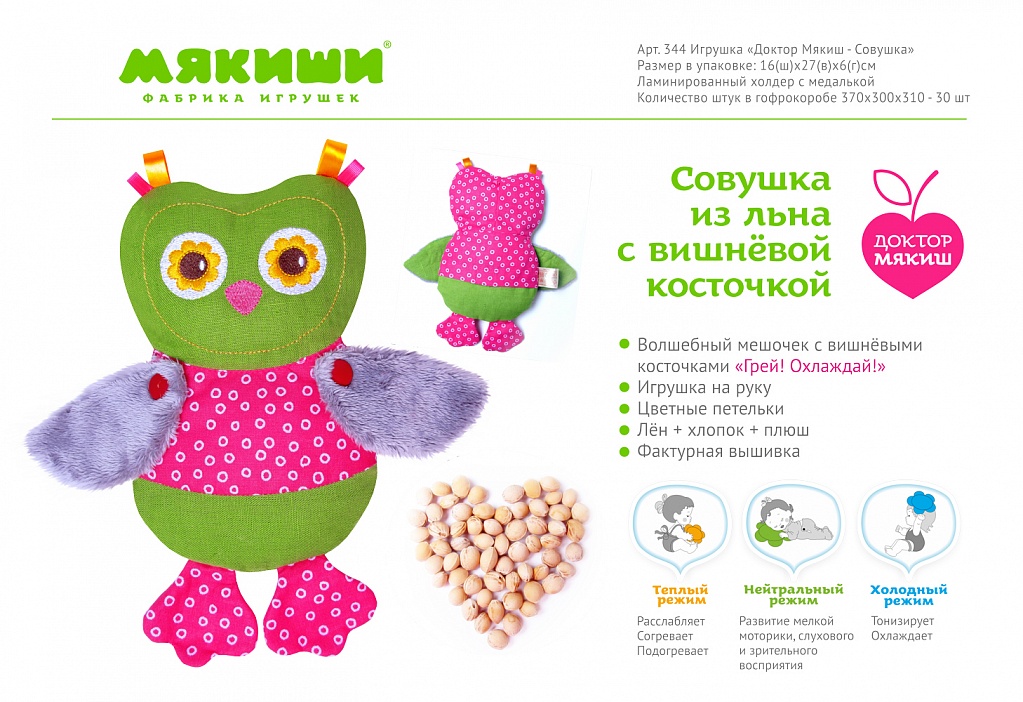 МЯКИШИ®
ФАБРИКА ИГРУШЕК
Арт. 344 Игрушка «Доктор Мякиш - Совушка»
Размер в упаковке: 16(ш)х27(в)х6(г)см
Ламинированный холдер с медалькой
Количество штук в гофрокоробе 370х300х310 - 30 шт
Совушка
из льна
с вишнёвой
косточкой
ДОКТОР
МЯКИШ
Волшебный мешочек с вишнёвыми
косточками «Грей! Охлаждай!»
Игрушка на руку
Цветные петельки
Лён + хлопок + плюш
Фактурная вышивка
Теплый
режим
Расслабляет
Согревает
Подогревает
Нейтральный
режим
Развитие мелкой
моторики, слухового
и зрительного
восприятия
Холодный
режим
Тонизирует
Охлаждает